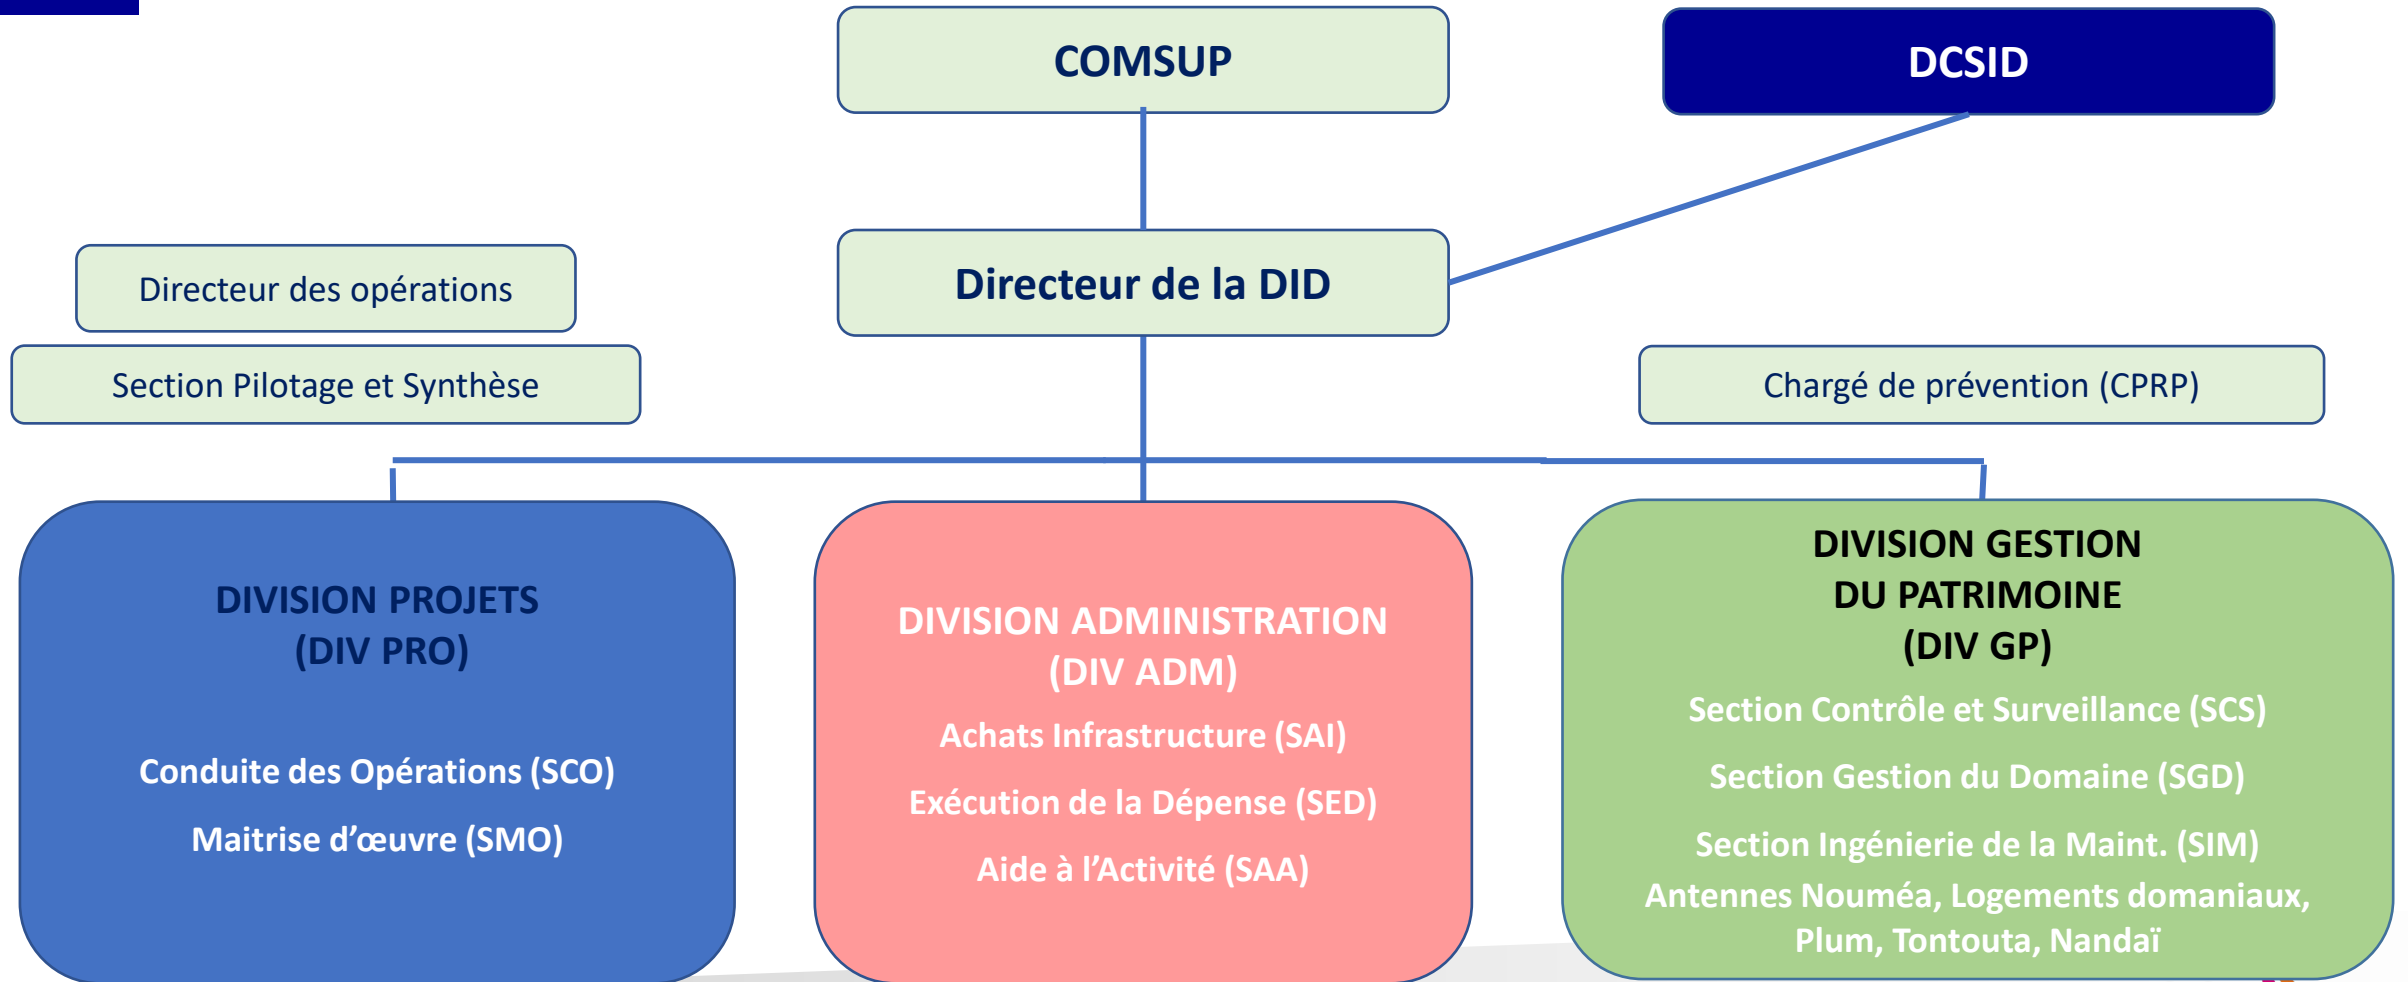 COMSUP
DCSID
Directeur des opérations
Directeur de la DID
Section Pilotage et Synthèse
Chargé de prévention (CPRP)
DIVISION PROJETS
(DIV PRO)
Conduite des Opérations (SCO)
Maitrise d’œuvre (SMO)
DIVISION ADMINISTRATION
(DIV ADM)
Achats Infrastructure (SAI)
Exécution de la Dépense (SED)
Aide à l’Activité (SAA)
DIVISION GESTION
DU PATRIMOINE
(DIV GP)
Section Contrôle et Surveillance (SCS)
Section Gestion du Domaine (SGD)
Section Ingénierie de la Maint. (SIM)
Antennes Nouméa, Logements domaniaux,
Plum, Tontouta, Nandaï